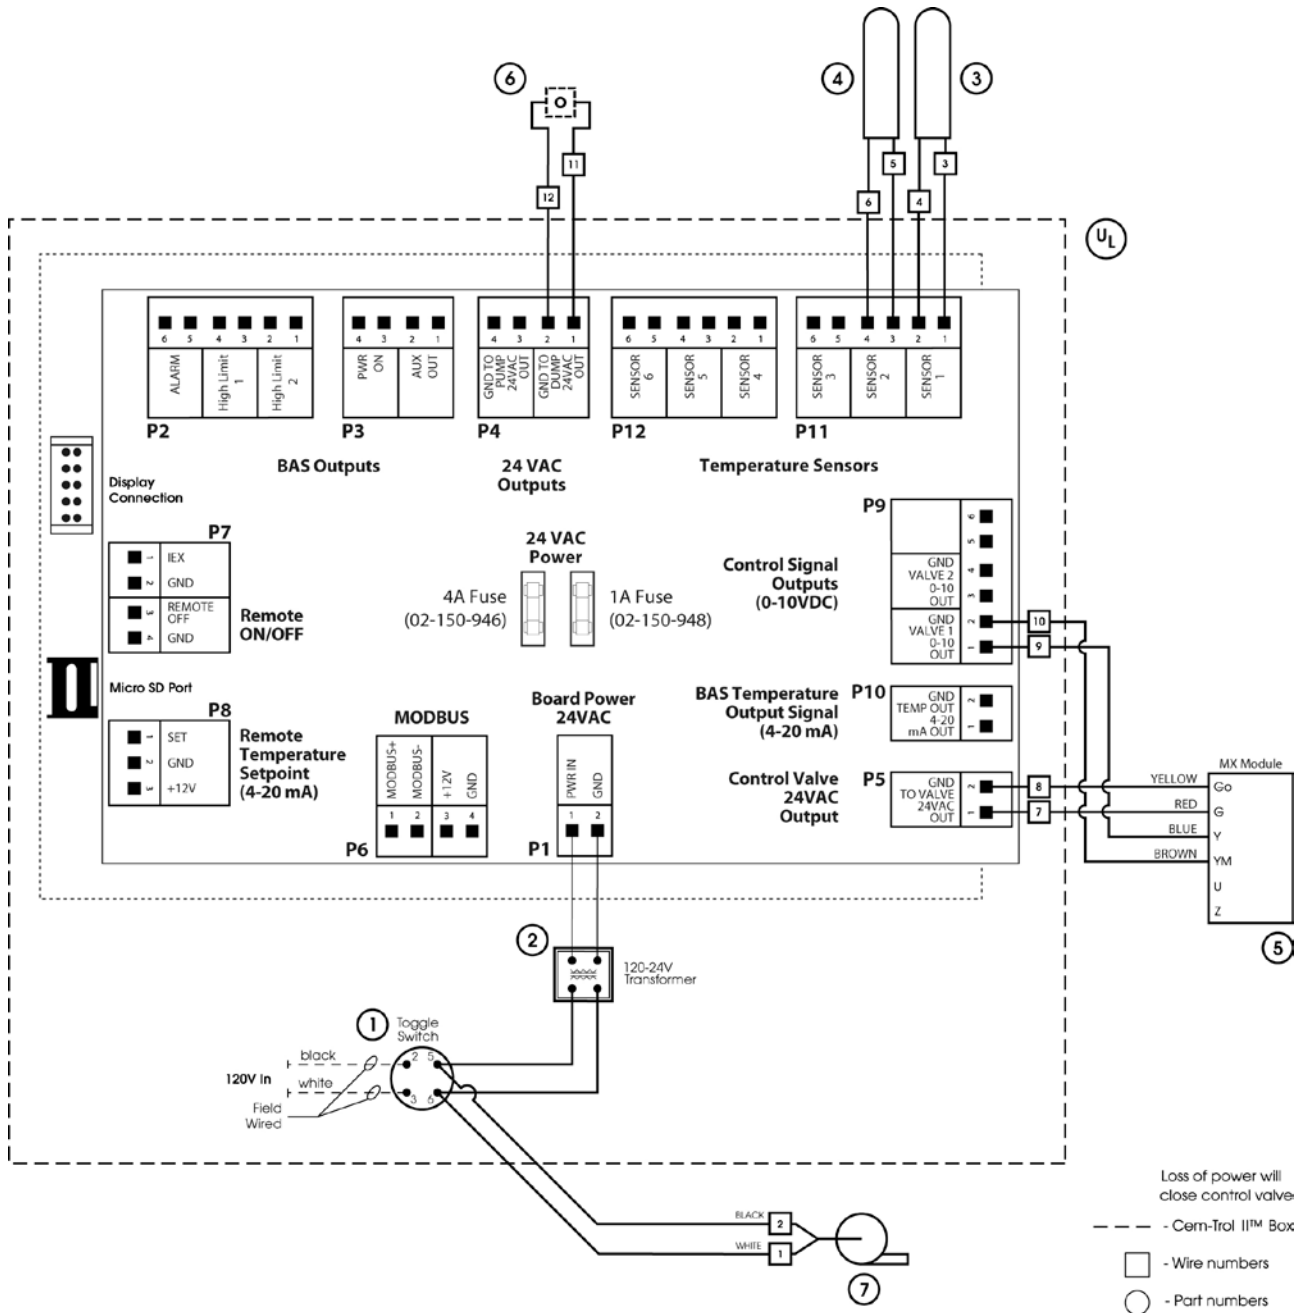 6
4
3
11
12
5
3
6
4
UL
6 5 4 3 2 1
ALARM
High Limit 1
High Limit 2
P2
4 3 2 1
PWR ON
AUX OUT
P3
BAS Outputs
4 3 2 1
GND TO PUMP 24VAC OUT
GND TO DUMP 24VAC OUT
P4
24 VAC
Outputs
6 5 4 3 2 1
SENSOR 6
SENSOR 5
SENSOR 4
P12
6 5 4 3 2 1
SENSOR 3
SENSOR 2
SENSOR 1
P11
Temperature Sensors
Display
Connection
P7
1 IEX
2 GND
3 REMOTE OFF
4 GND
Remote
ON/OFF
24 VAC
Power
4A Fuse
(02-150-946)
1A Fuse
(02-150-948)
P9
Control Signal
Outputs
(0-10VDC)
6
5
GND
VALVE 2
0-10
OUT
4
3
GND
VALVE 1
0-10
OUT
2
1
10
9
Micro SD Port
P8
1 SET
2 GND
3 +12V
Remote
Temperature
Setpoint
(4-20 mA)
MODBUS
MODBUS+
MODBUS-
+12V
GND
1 2 3 4
P6
Board Power
24VAC
PWR IN
GND
1 2
P1
BAS Temperature
Output Signal
(4-20 mA)
P10
GND
TEMP OUT
4-20
mA OUT
2
1
Control Valve
24VAC
Output
P5
GND
TO VALVE
24VAC
OUT
2
1
8
7
YELLOW
RED
BLUE
BROWN
MX Module
Go
G
Y
YM
U
Z
5
2
120-24V
Transformer
1
Toggle
Switch
2 5
3 6
black
120V In
white
Field
Wired
BLACK
2
WHITE
1
7
Loss of power will
close control valve
- Cem-Trol II™ Box
- Wire numbers
- Part numbers